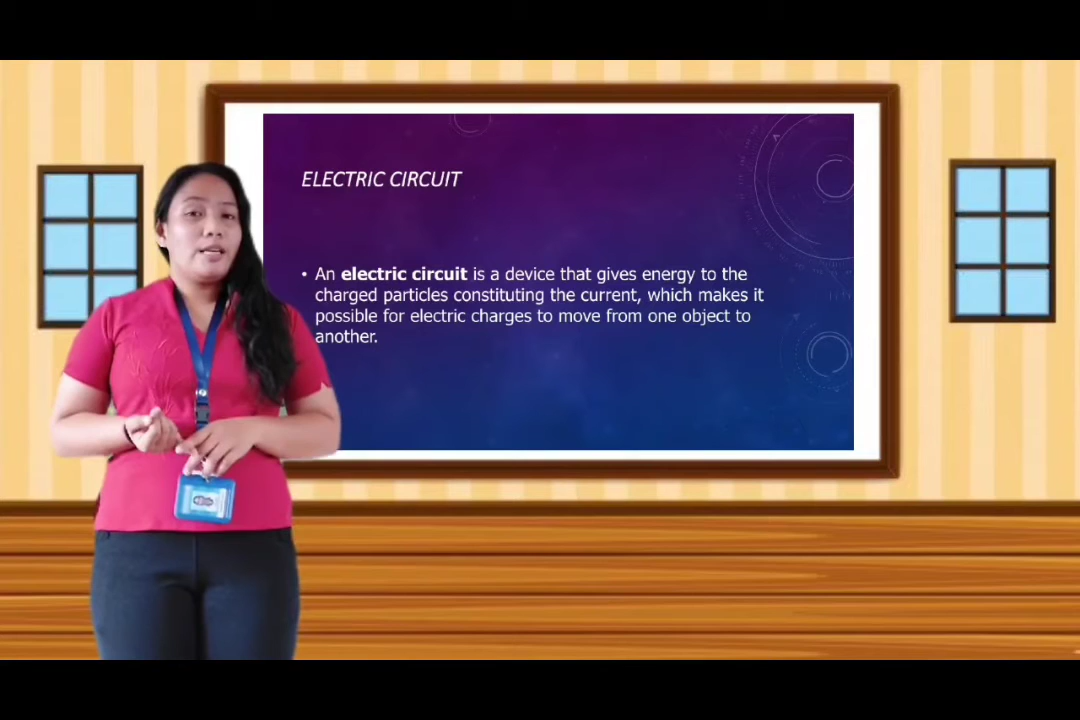 ELECTRIC CIRCUIT
• An electric circuit is a device that gives energy to the
charged particles constituting the current, which makes it
possible for electric charges to move from one object to
another.